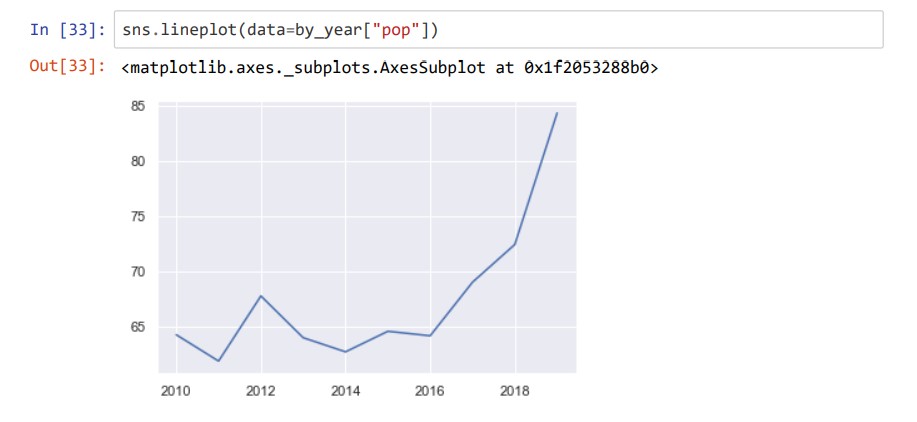 In [33]: sns.lineplot(data=by_year["pop"])
Out[33]: <matplotlib.axes._subplots.AxesSubplot at 0x1f2053288b0>
85
80
75
70
65
2010 2012 2014 2016 2018